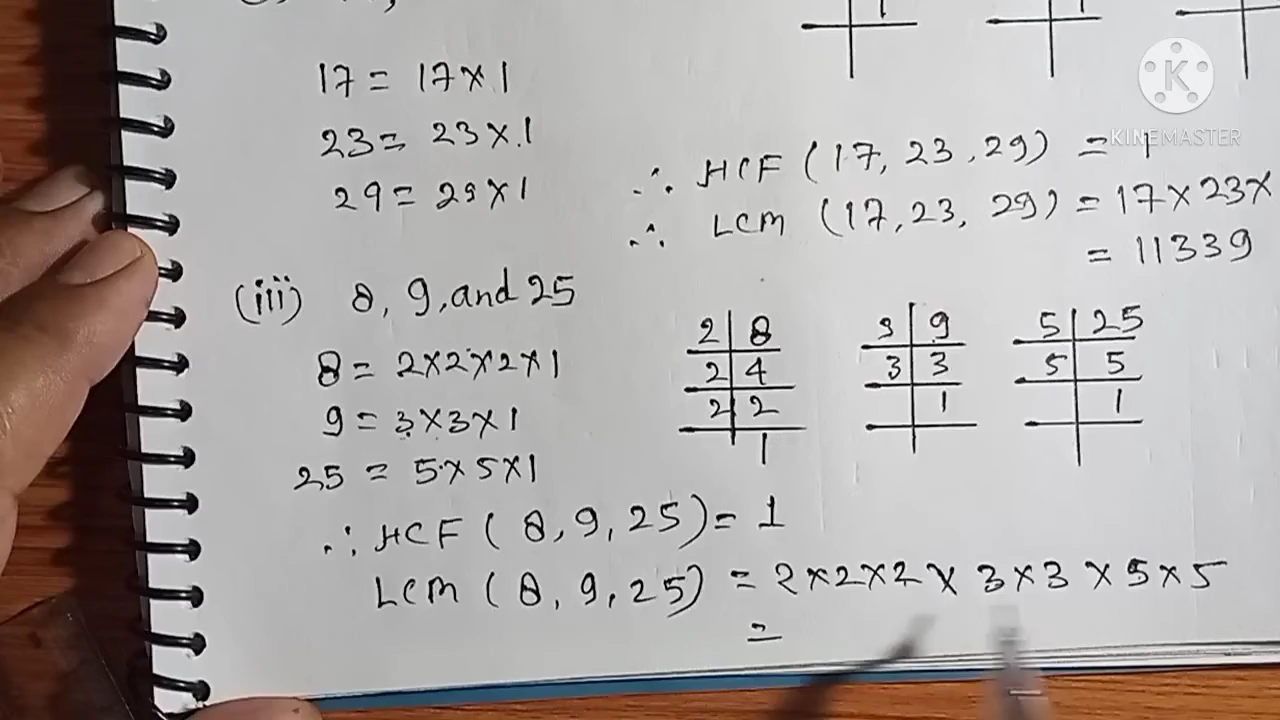 17 = 17 × 1
23 = 23 × 1
29 = 29 × 1
K
KINEMASTER
∴ HCF (17, 23, 29) = 1
∴ LCM (17, 23, 29) = 17 × 23 ×
= 11339
(iii) 8, 9, and 25
8 = 2×2×2×1
9 = 3×3×1
25 = 5×5×1
2 | 8
2 | 4
2 | 2
1
3 | 9
3 | 3
1
5 | 25
5 | 5
1
∴ HCF (8, 9, 25) = 1
LCM (8, 9, 25) = 2×2×2 × 3×3 × 5×5
=